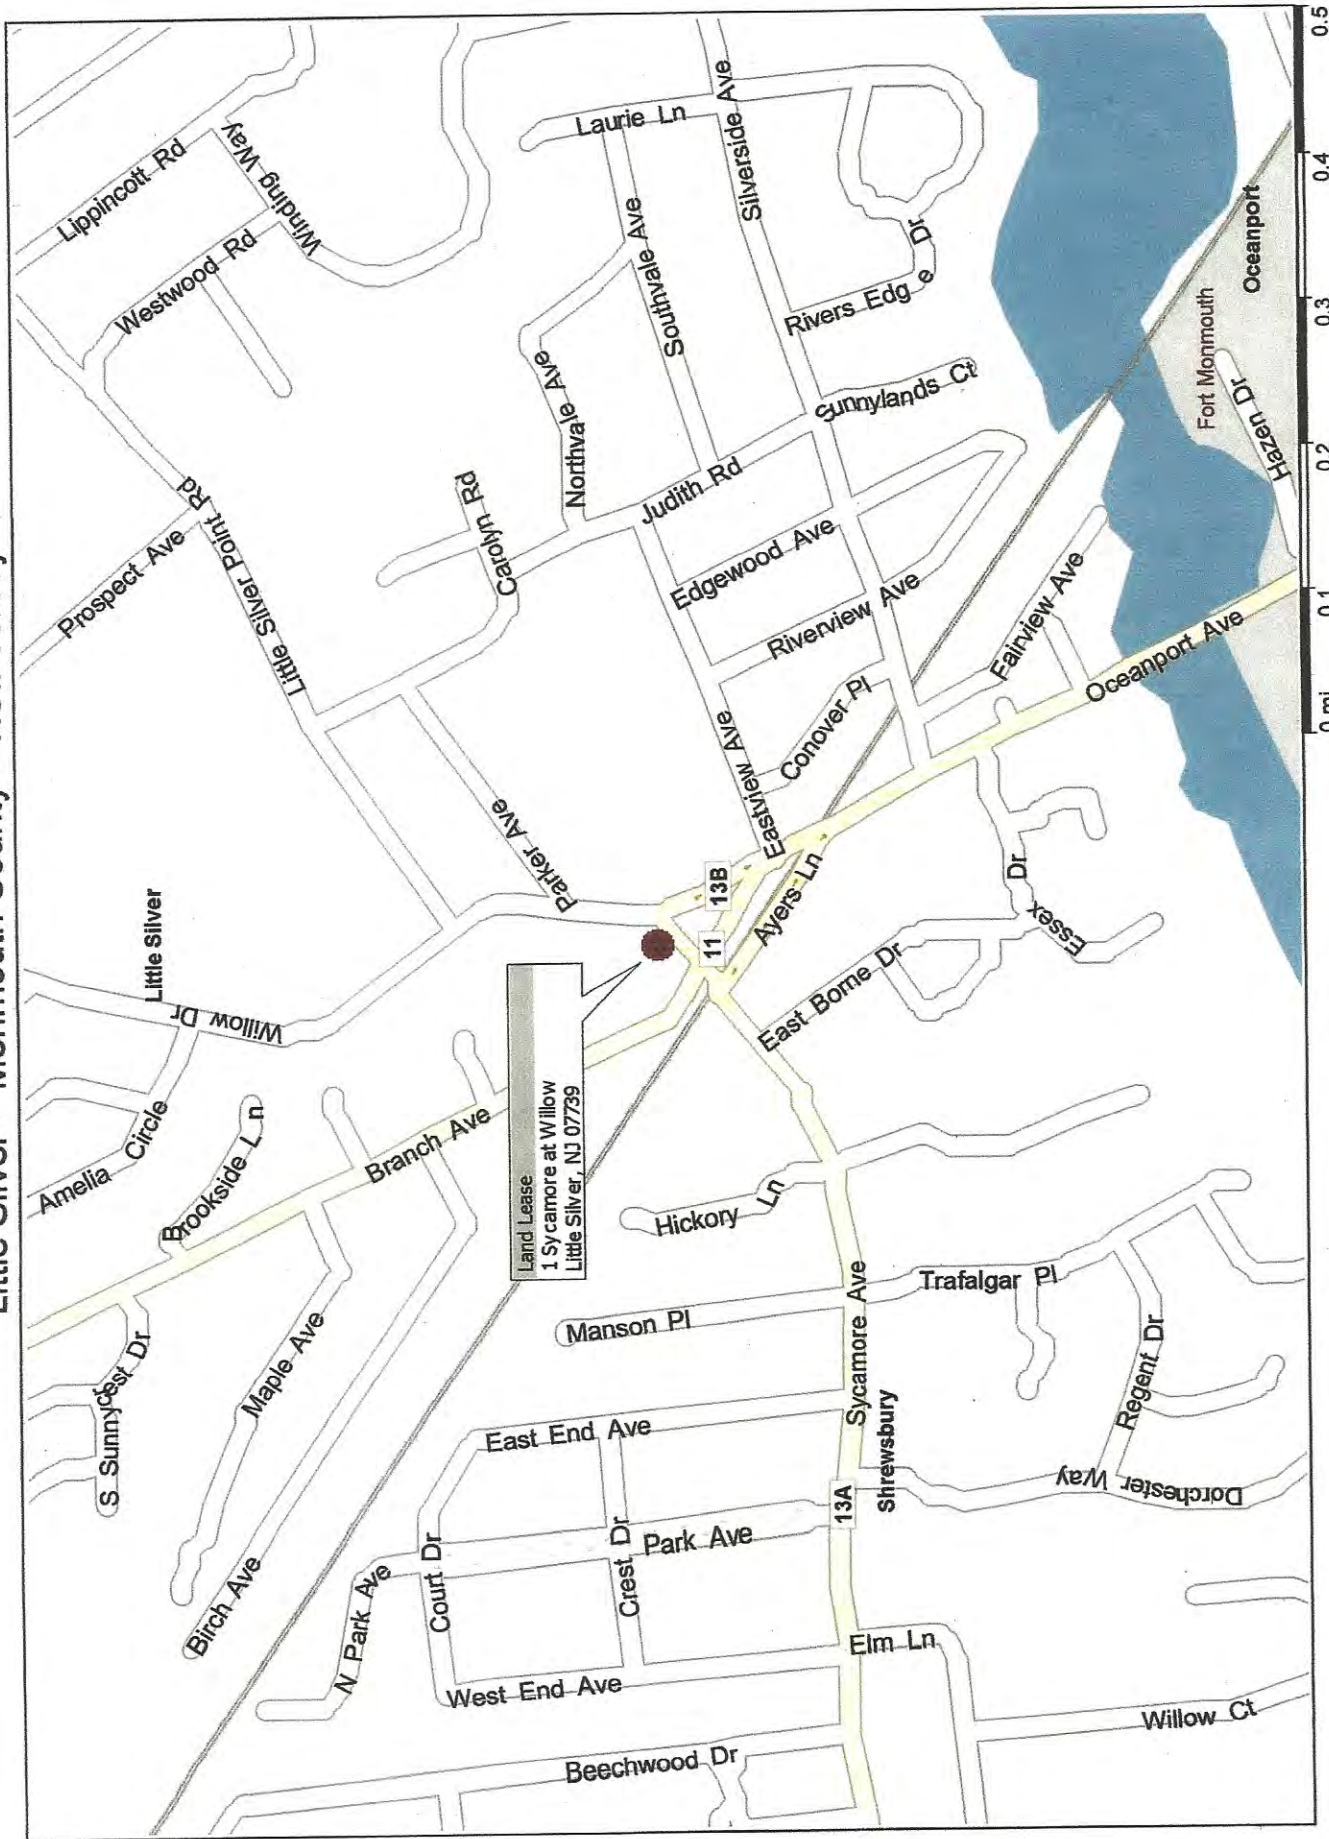 Lippincott Rd
Winding Way
Westwood Rd
Prospect Ave
Little Silver Point Rd
Laurie Ln
Silverside Ave
Southvale Ave
Northvale Ave
Rivers Edge Dr
Sunnylands Ct
Judith Rd
Carolyn Rd
Edgewood Ave
Riverview Ave
Fairview Ave
Oceanport Ave
Conover Pl
Eastview Ave
Parker Ave
Fort Monmouth
Oceanport
Hazen Dr
Little Silver
Willow Dr
Amelia Circle
Brookside Ln
Branch Ave
13B
11
Ayers Ln
Land Lease
1 Sycamore at Willow
Little Silver, NJ 07739
East Borne Dr
Essex Dr
Hickory Ln
Manson Pl
Trafalgar Pl
Sycamore Ave
Shrewsbury
13A
Regent Dr
Dorchester Way
S Sunnycrest Dr
Maple Ave
Birch Ave
East End Ave
Court Dr
Crest Dr
Park Ave
N Park Ave
West End Ave
Elm Ln
Beechwood Dr
Willow Ct
0 mi
0.1
0.2
0.3
0.4
0.5